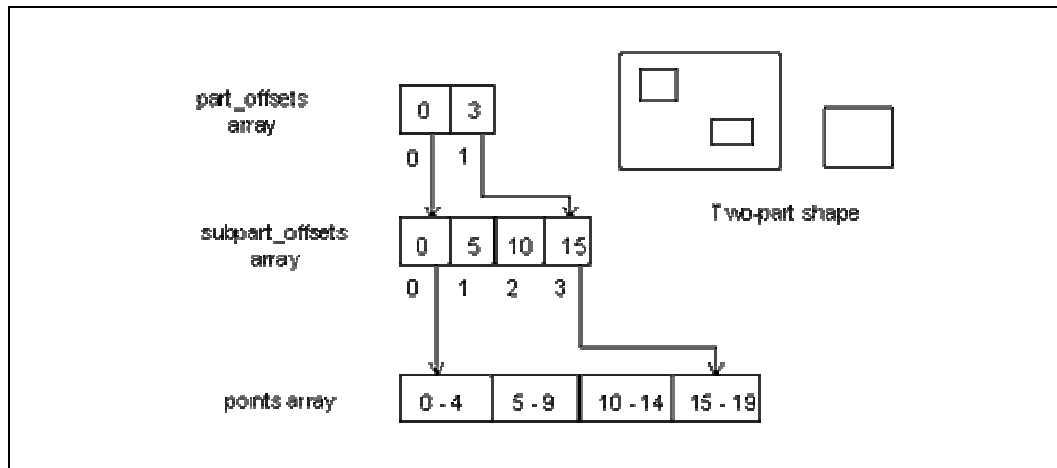 part_offsets
array
0 3
0 1
Two-part shape
subpart_offsets
array
0 5 10 15
0 1 2 3
points array
0 - 4 5 - 9 10 - 14 15 - 19